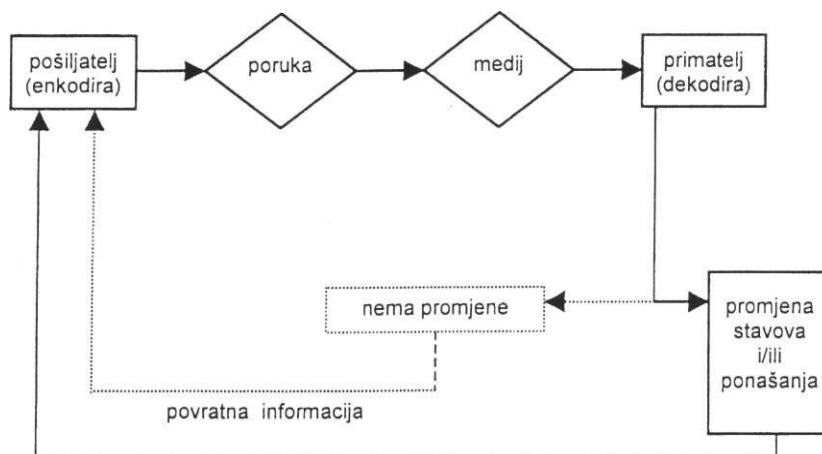 pošiljatelj
(enkodira)
poruka
medij
primatelj
(dekodira)
nema promjene
promjena
stavova
i/ili
ponašanja
povratna informacija